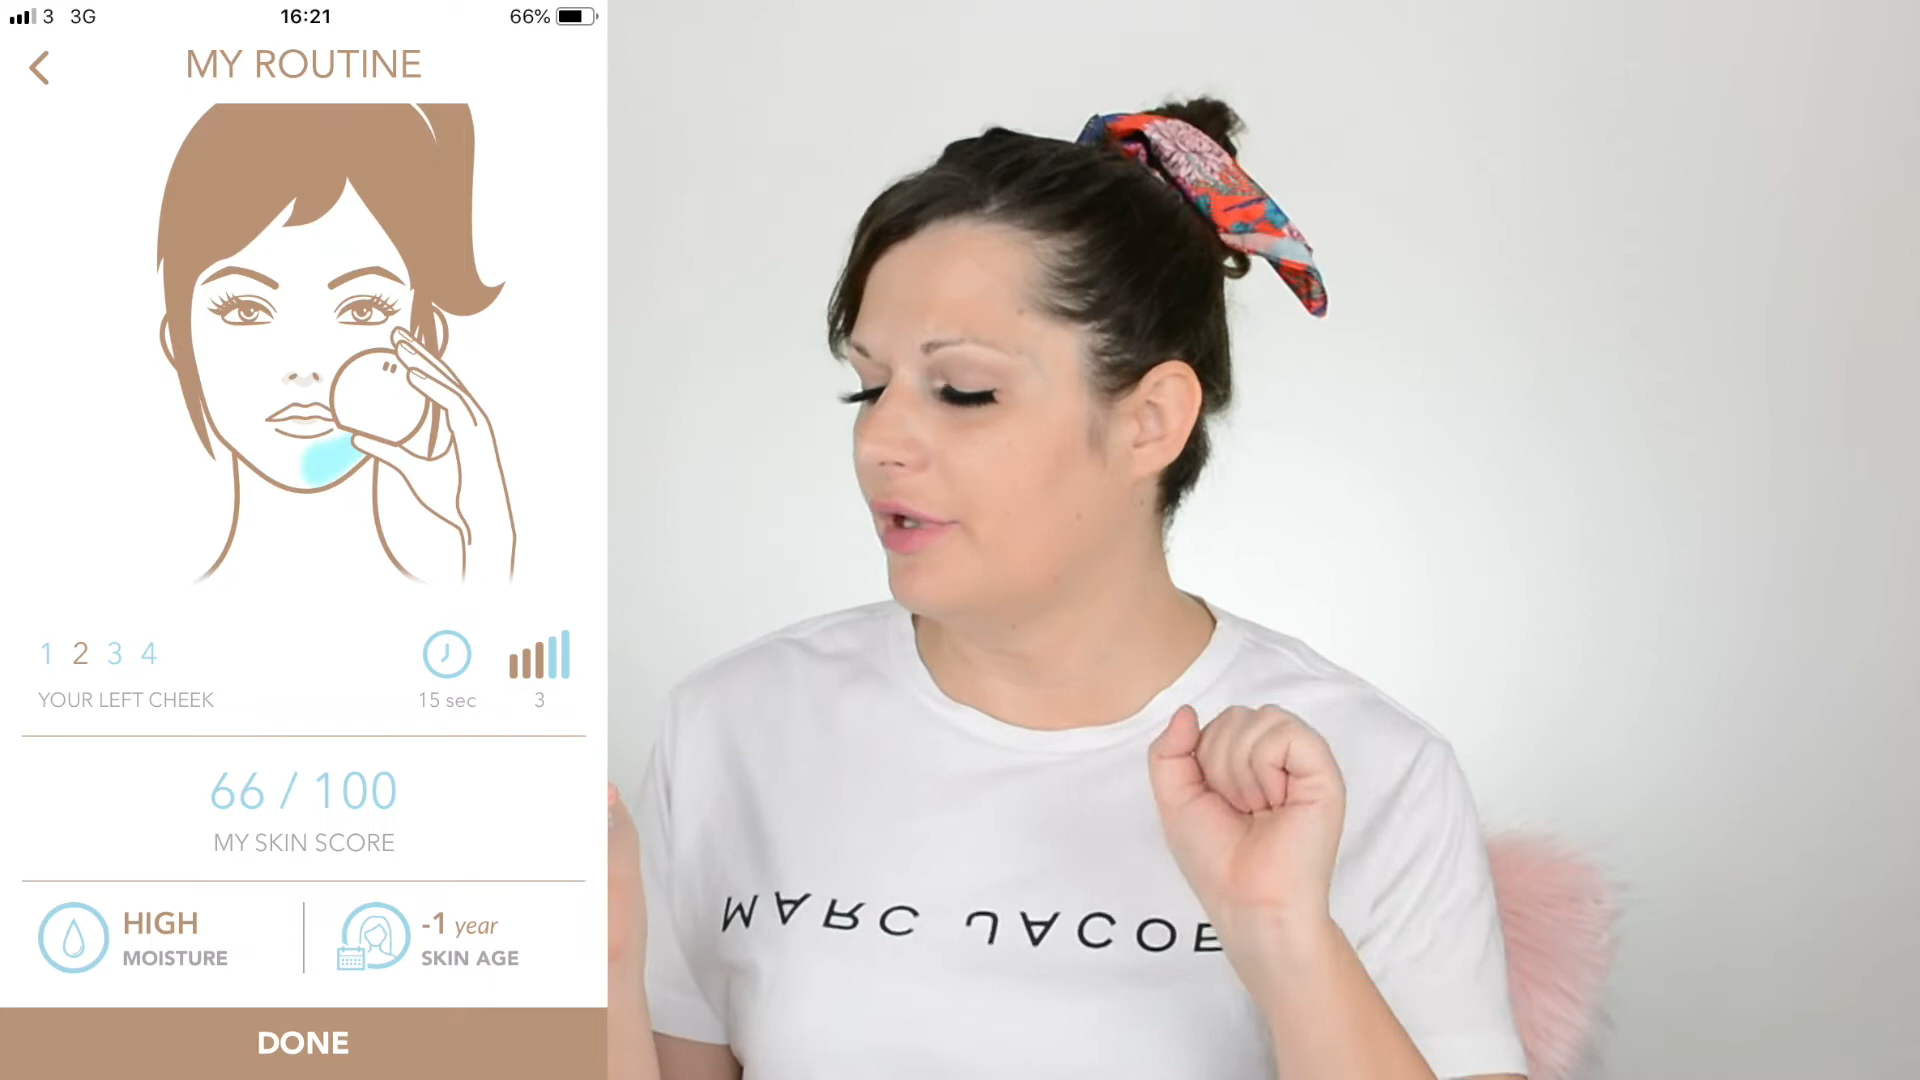 3 3G 16:21 66%
MY ROUTINE
1 2 3 4
YOUR LEFT CHEEK
15 sec
3
66 / 100
MY SKIN SCORE
HIGH
MOISTURE
-1 year
SKIN AGE
DONE
MARC JACOB